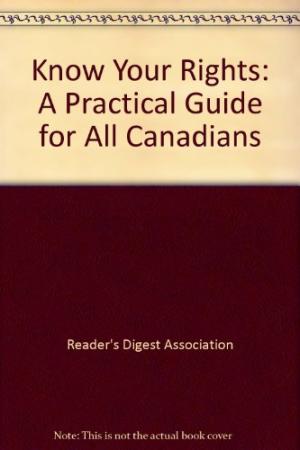 Know Your Rights:
A Practical Guide
for All Canadians
Reader's Digest Association
Note: This is not the actual book cover